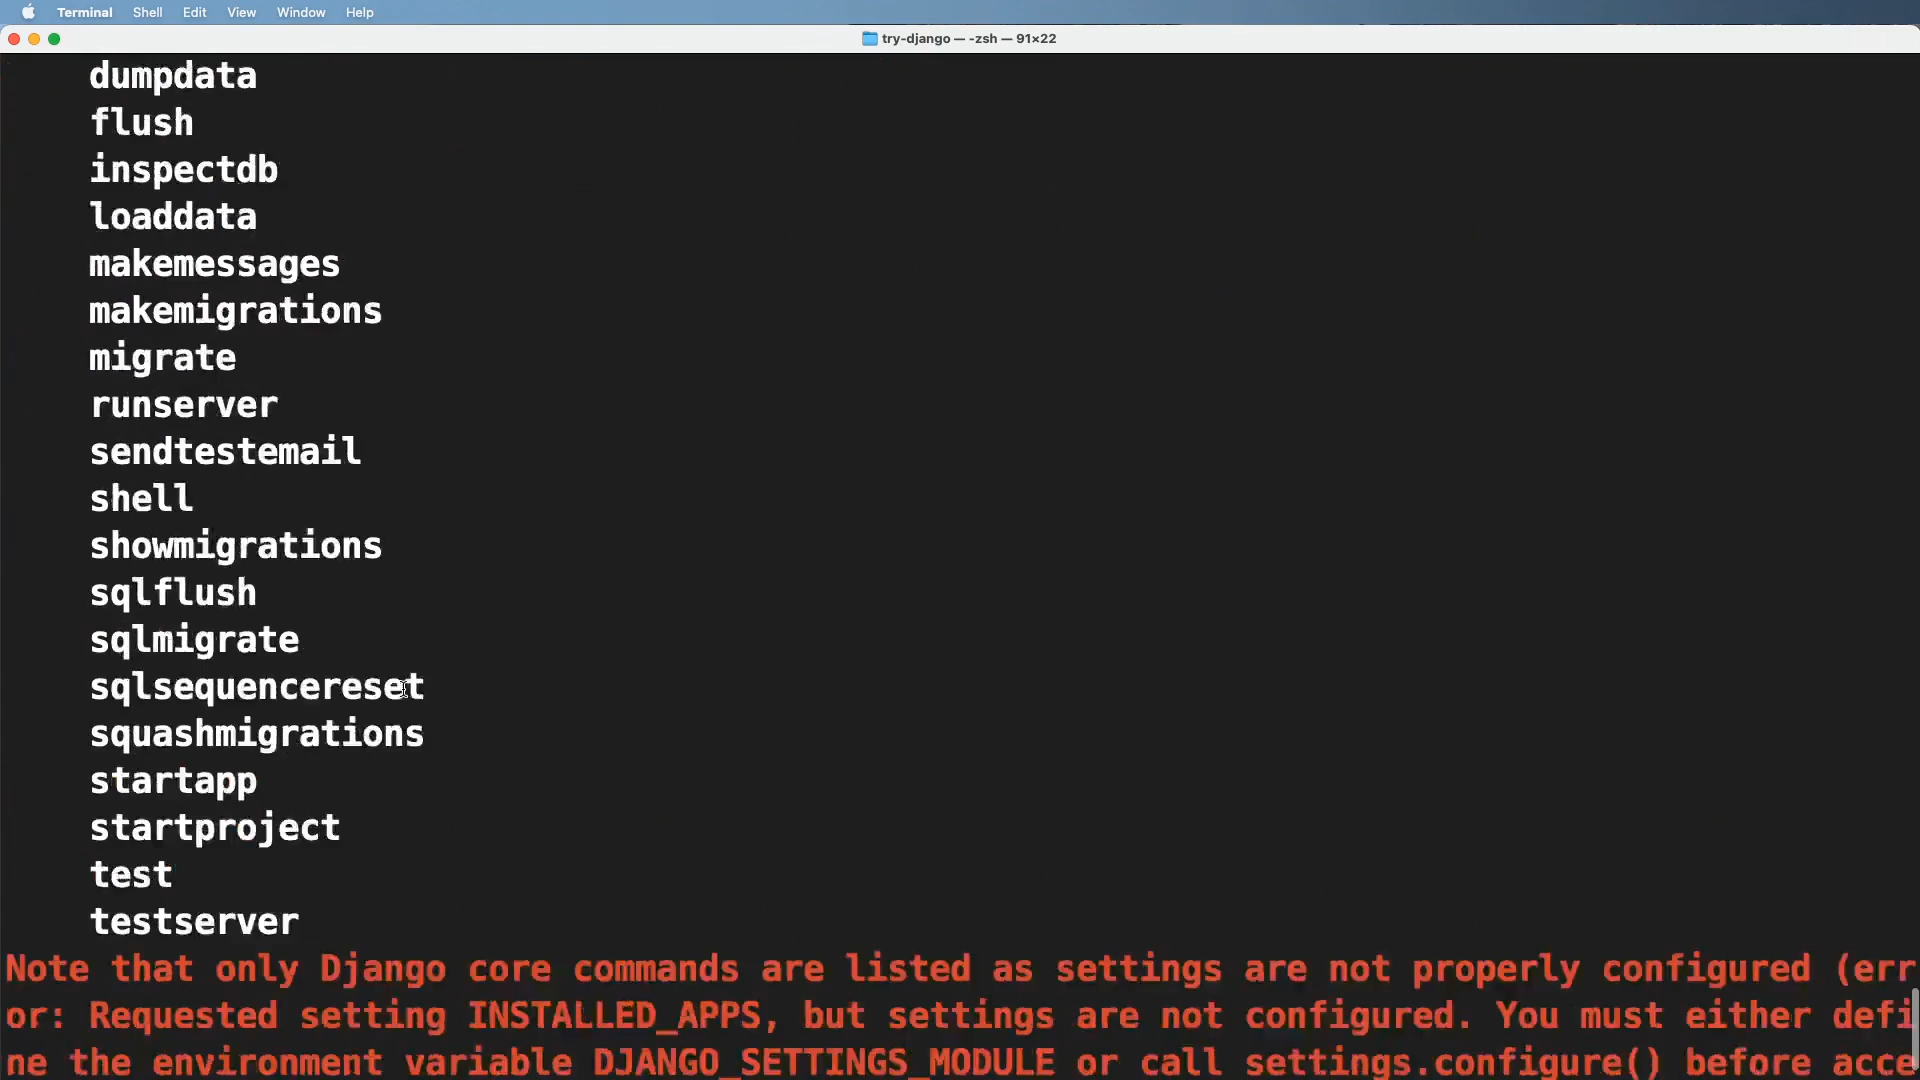 Terminal Shell Edit View Window Help
try-django — -zsh — 91×22
dumpdata
flush
inspectdb
loaddata
makemessages
makemigrations
migrate
runserver
sendtestemail
shell
showmigrations
sqlflush
sqlmigrate
sqlsequencereset
squashmigrations
startapp
startproject
test
testserver
Note that only Django core commands are listed as settings are not properly configured (err
or: Requested setting INSTALLED_APPS, but settings are not configured. You must either defi
ne the environment variable DJANGO_SETTINGS_MODULE or call settings.configure() before acce